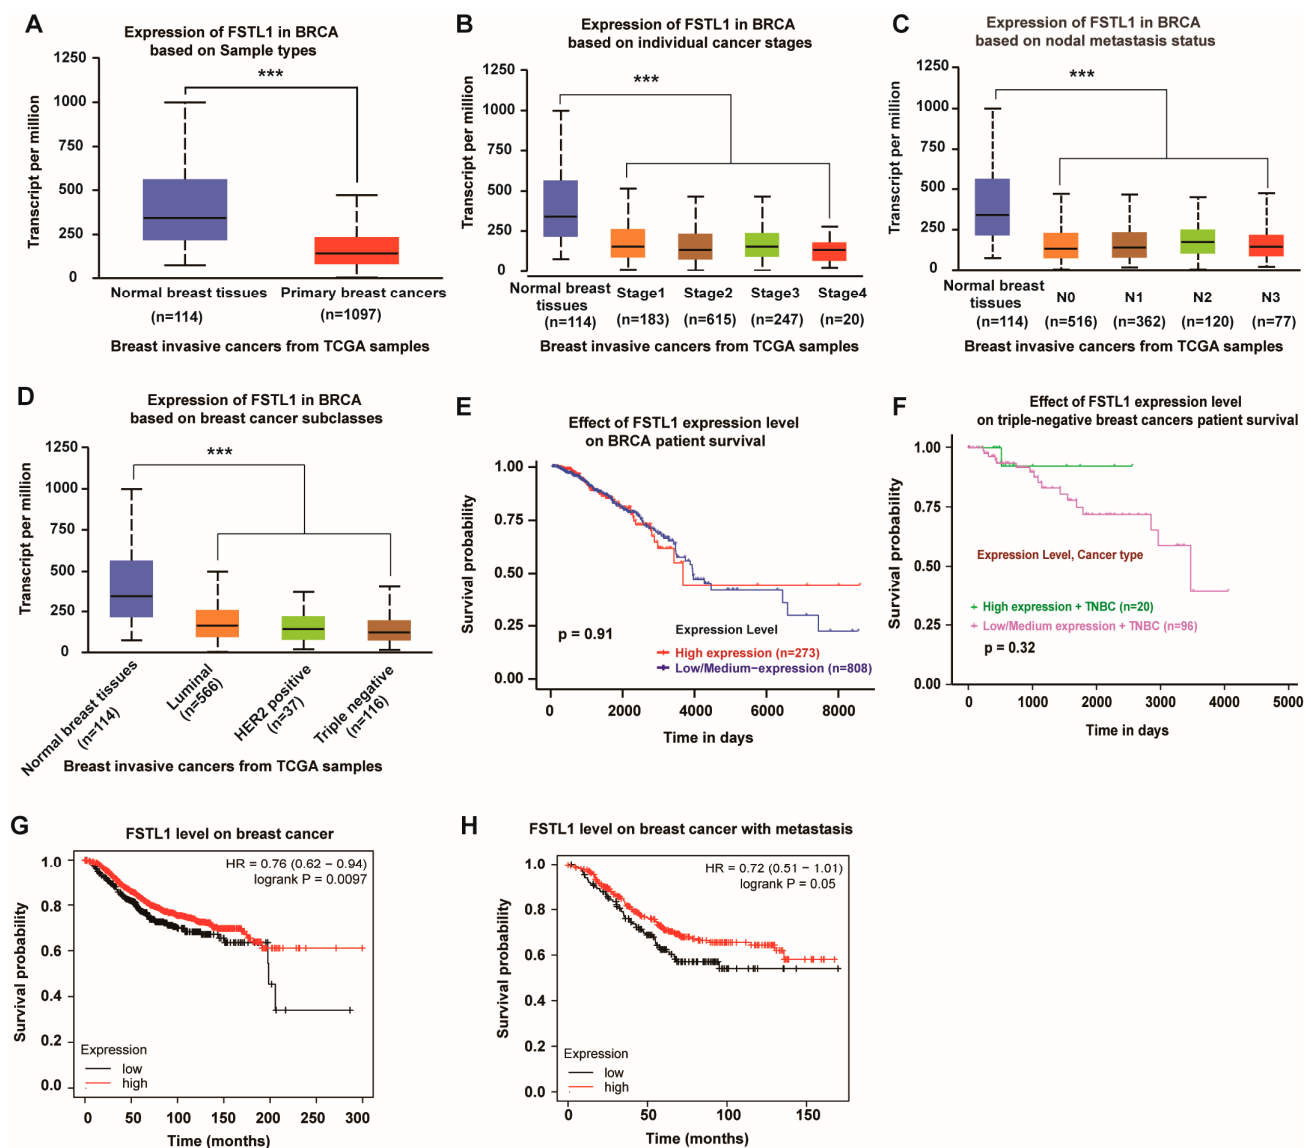 A
Expression of FSTL1 in BRCA
based on Sample types
***
Transcript per million
1250
1000
750
500
250
0
Normal breast tissues
(n=114)
Primary breast cancers
(n=1097)
Breast invasive cancers from TCGA samples
B
Expression of FSTL1 in BRCA
based on individual cancer stages
***
Transcript per million
1250
1000
750
500
250
0
Normal breast
tissues
(n=114)
Stage1
(n=183)
Stage2
(n=615)
Stage3
(n=247)
Stage4
(n=20)
Breast invasive cancers from TCGA samples
C
Expression of FSTL1 in BRCA
based on nodal metastasis status
***
Transcript per million
1250
1000
750
500
250
0
Normal breast
tissues
(n=114)
N0
(n=516)
N1
(n=362)
N2
(n=120)
N3
(n=77)
Breast invasive cancers from TCGA samples
D
Expression of FSTL1 in BRCA
based on breast cancer subclasses
***
Transcript per million
1250
1000
750
500
250
0
Normal breast tissues
(n=114)
Luminal
(n=566)
HER2 positive
(n=37)
Triple negative
(n=116)
Breast invasive cancers from TCGA samples
E
Effect of FSTL1 expression level
on BRCA patient survival
Survival probability
1.00
0.75
0.50
0.25
0.00
p = 0.91
Expression Level
High expression (n=273)
Low/Medium-expression (n=808)
0 2000 4000 6000 8000
Time in days
F
Effect of FSTL1 expression level
on triple-negative breast cancers patient survival
Survival probability
1.00
0.75
0.50
0.25
0.00
Expression Level, Cancer type
High expression + TNBC (n=20)
Low/Medium expression + TNBC (n=96)
p = 0.32
0 1000 2000 3000 4000 5000
Time in days
G
FSTL1 level on breast cancer
HR = 0.76 (0.62 − 0.94)
logrank P = 0.0097
Survival probability
1.0
0.8
0.6
0.4
0.2
0.0
Expression
low
high
0 50 100 150 200 250 300
Time (months)
H
FSTL1 level on breast cancer with metastasis
HR = 0.72 (0.51 − 1.01)
logrank P = 0.05
Survival probability
1.0
0.8
0.6
0.4
0.2
0.0
Expression
low
high
0 50 100 150
Time (months)